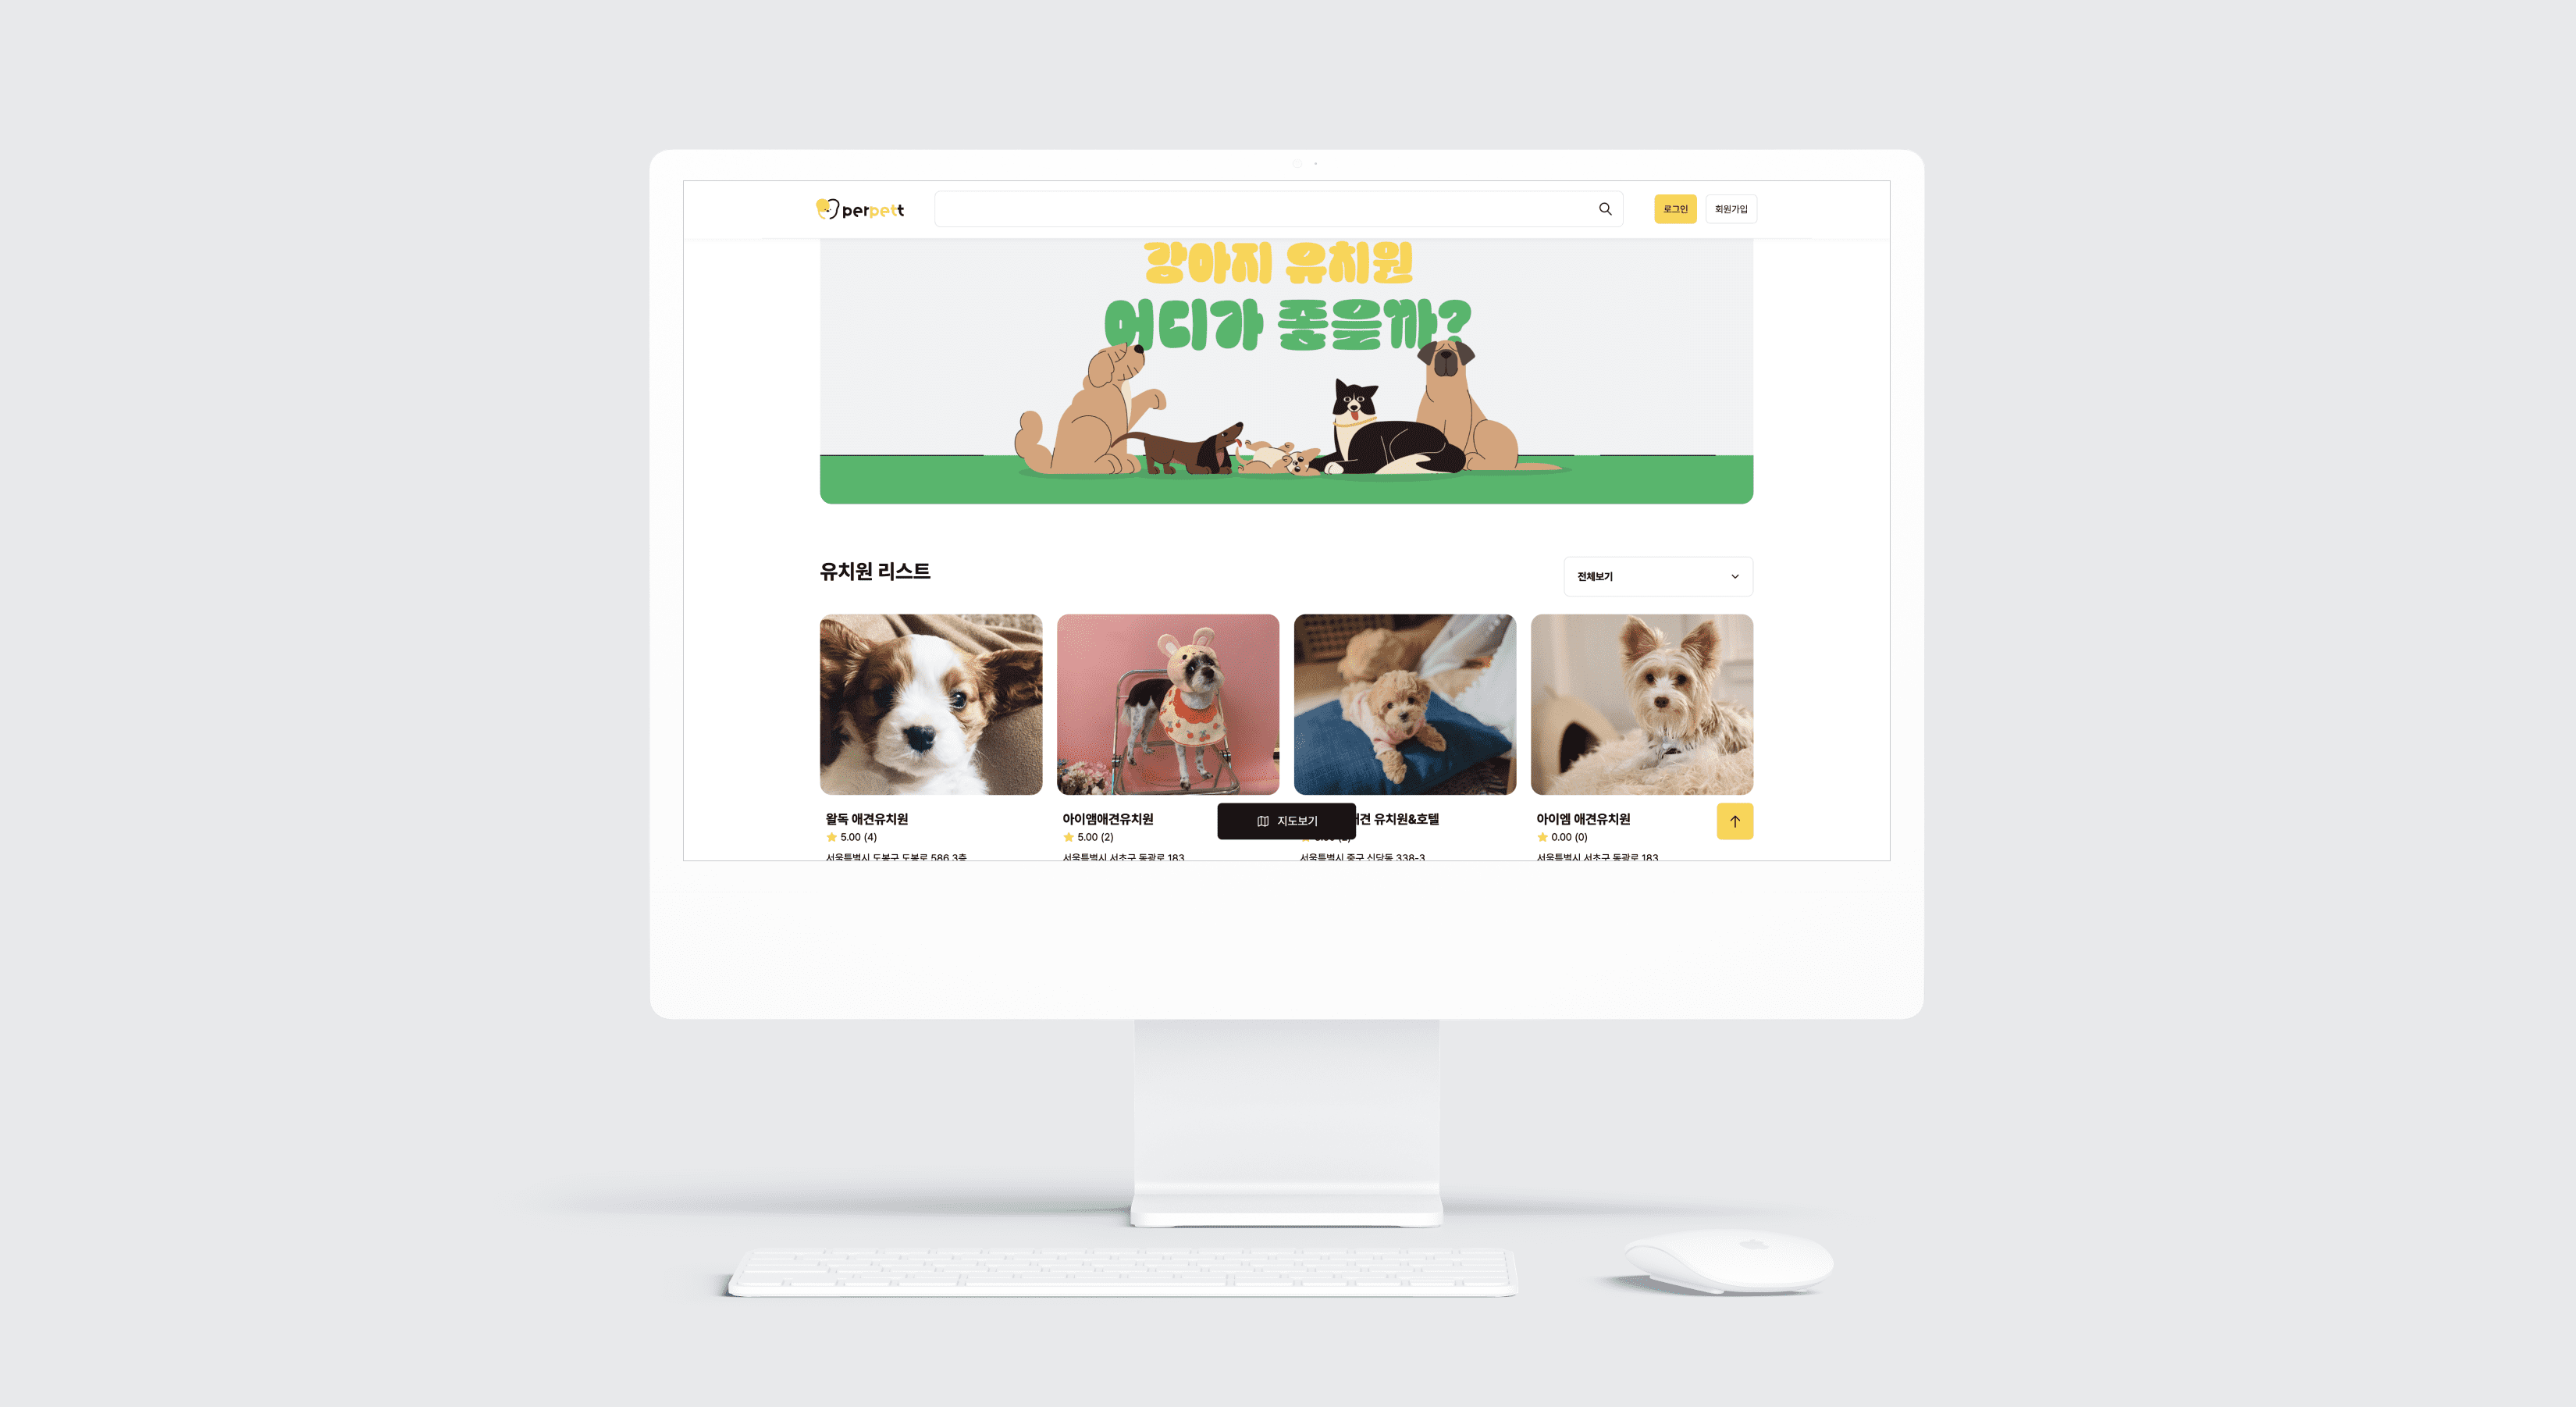 perpett
로그인
회원가입
강아지 유치원
어디가 좋을까?
유치원 리스트
전체보기
왈독 애견유치원
5.00 (4)
서울특별시 도봉구 도봉로 586 3층
아이앰애견유치원
5.00 (2)
서울특별시 서초구 동광로 183
지도보기
유치원&호텔
서울특별시 중구 신당동 338-3
아이엠 애견유치원
0.00 (0)
서울특별시 서초구 동광로 183